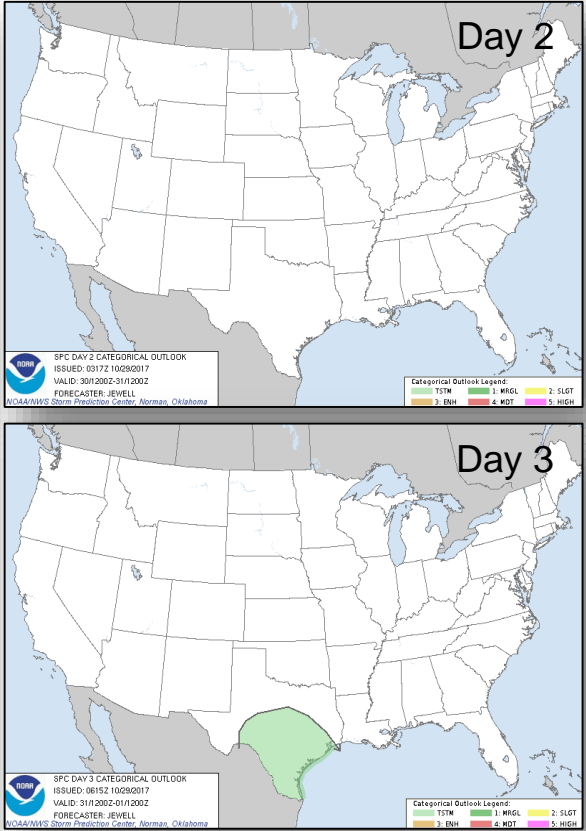 Day 2
NOAA
SPC DAY 2 CATEGORICAL OUTLOOK
ISSUED: 0317Z 10/29/2017
VALID: 30/1200Z-31/1200Z
FORECASTER: JEWELL
NOAA/NWS Storm Prediction Center, Norman, Oklahoma
Categorical Outlook Legend:
TSTM 1: MRGL 2: SLGT
3: ENH 4: MDT 5: HIGH
Day 3
NOAA
SPC DAY 3 CATEGORICAL OUTLOOK
ISSUED: 0615Z 10/29/2017
VALID: 31/1200Z-01/1200Z
FORECASTER: JEWELL
NOAA/NWS Storm Prediction Center, Norman, Oklahoma
Categorical Outlook Legend:
TSTM 1: MRGL 2: SLGT
3: ENH 4: MDT 5: HIGH